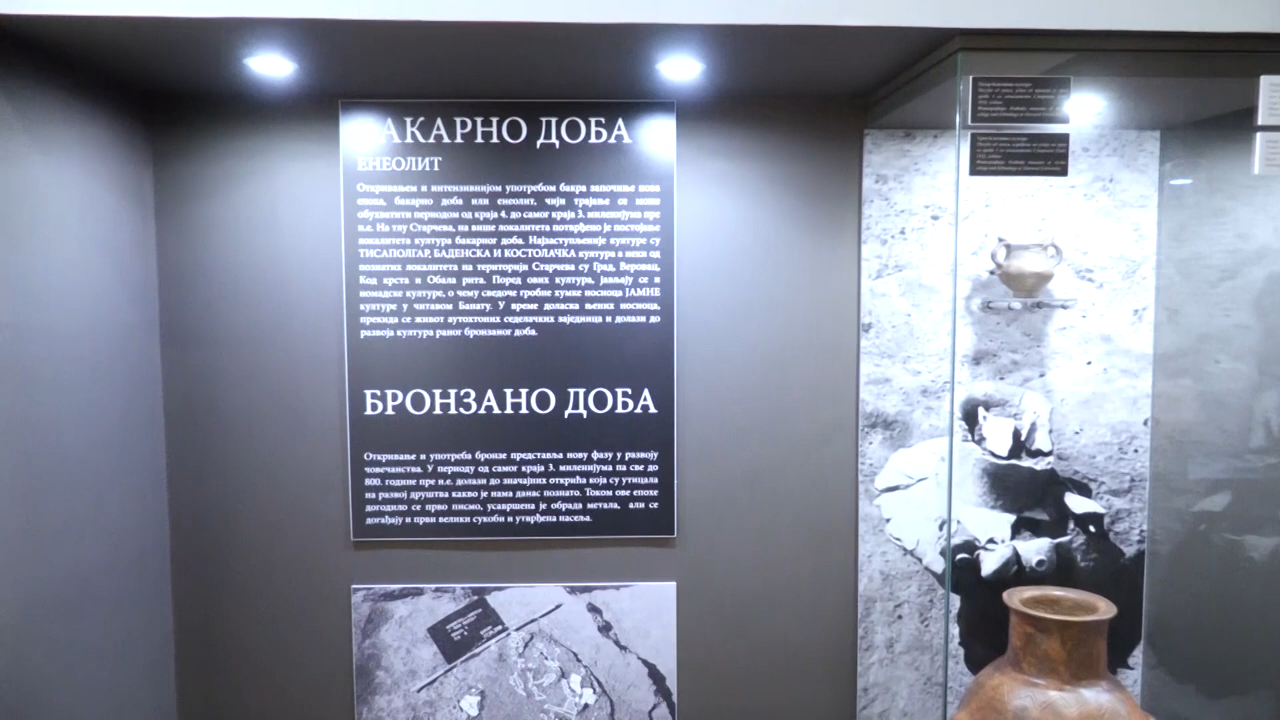 БАКАРНО ДОБА
ЕНЕОЛИТ
Откривањем и интензивнијом употребом бакра започиње нова
епоха, бакарно доба или енеолит, чији трајање се може
обухватити периодом од краја 4. до самог краја 3. миленијума пре
н.е. На тлу Старчева, на више локалитета потврђено је постојање
локалитета култура бакарног доба. Најзаступљеније културе су
ТИСАПОЛГАР, БАДЕНСКА И КОСТОЛАЧКА култура а неки од
познатих локалитета на територији Старчева су Град, Веровац,
Код крста и Обала рита. Поред ових култура, јављају се и
номадске културе, о чему сведоче гробне хумке носиоца ЈАМНЕ
културе у читавом Банату. У време доласка њених носиоца,
прекида се живот аутохтоних седелачких заједница и долази до
развоја култура раног бронзаног доба.
БРОНЗАНО ДОБА
Откривање и употреба бронзе представља нову фазу у развоју
човечанства. У периоду од самог краја 3. миленијума па све до
800. године пре н.е. долази до значајних открића која су утицала
на развој друштва какво је нама данас познато. Током ове епохе
догодило се прво писмо, усавршена је обрада метала, али се
догађају и први велики сукоби и утврђена насеља.